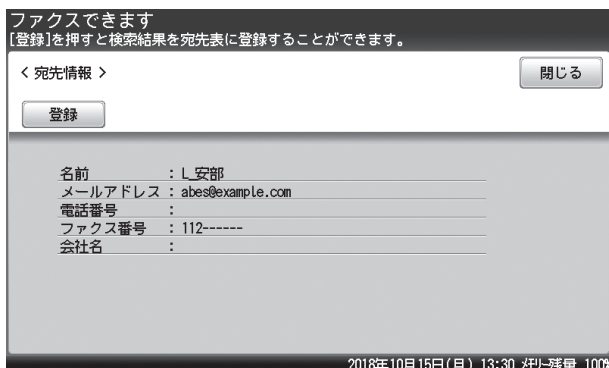 ファクスできます
[登録]を押すと検索結果を宛先表に登録することができます。
< 宛先情報 >
閉じる
登録
名前 : L_安部
メールアドレス : abes@example.com
電話番号 :
ファクス番号 : 112------
会社名 :
2018年10月15日(月) 13:30 ﾒﾓﾘｰ残量 100%